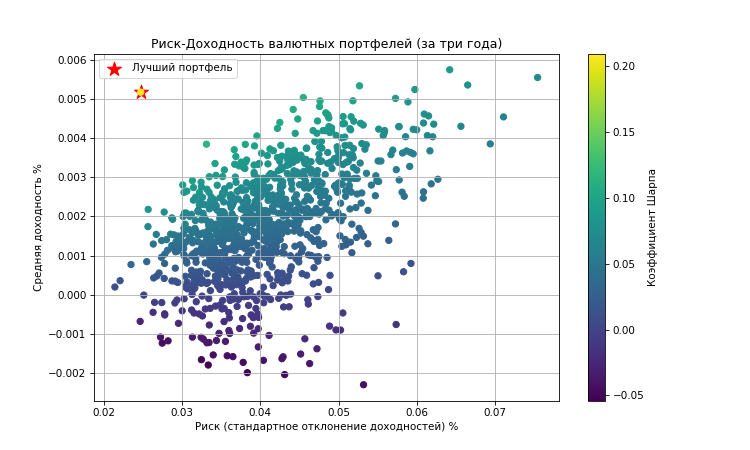 Риск-Доходность валютных портфелей (за три года)
Лучший портфель
0.006
0.005
0.004
0.003
0.002
0.001
0.000
−0.001
−0.002
Средняя доходность %
0.02 0.03 0.04 0.05 0.06 0.07
Риск (стандартное отклонение доходностей) %
0.20
0.15
0.10
0.05
0.00
−0.05
Коэффициент Шарпа